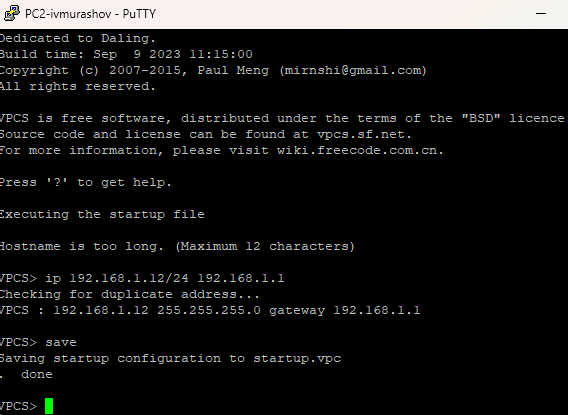 PC2-ivmurashov - PuTTY
Dedicated to Daling.
Build time: Sep  9 2023 11:15:00
Copyright (c) 2007-2015, Paul Meng (mirnshi@gmail.com)
All rights reserved.
VPCS is free software, distributed under the terms of the "BSD" licence
Source code and license can be found at vpcs.sf.net.
For more information, please visit wiki.freecode.com.cn.
Press '?' to get help.
Executing the startup file
Hostname is too long. (Maximum 12 characters)
VPCS> ip 192.168.1.12/24 192.168.1.1
Checking for duplicate address...
VPCS : 192.168.1.12 255.255.255.0 gateway 192.168.1.1
VPCS> save
Saving startup configuration to startup.vpc
.  done
VPCS>